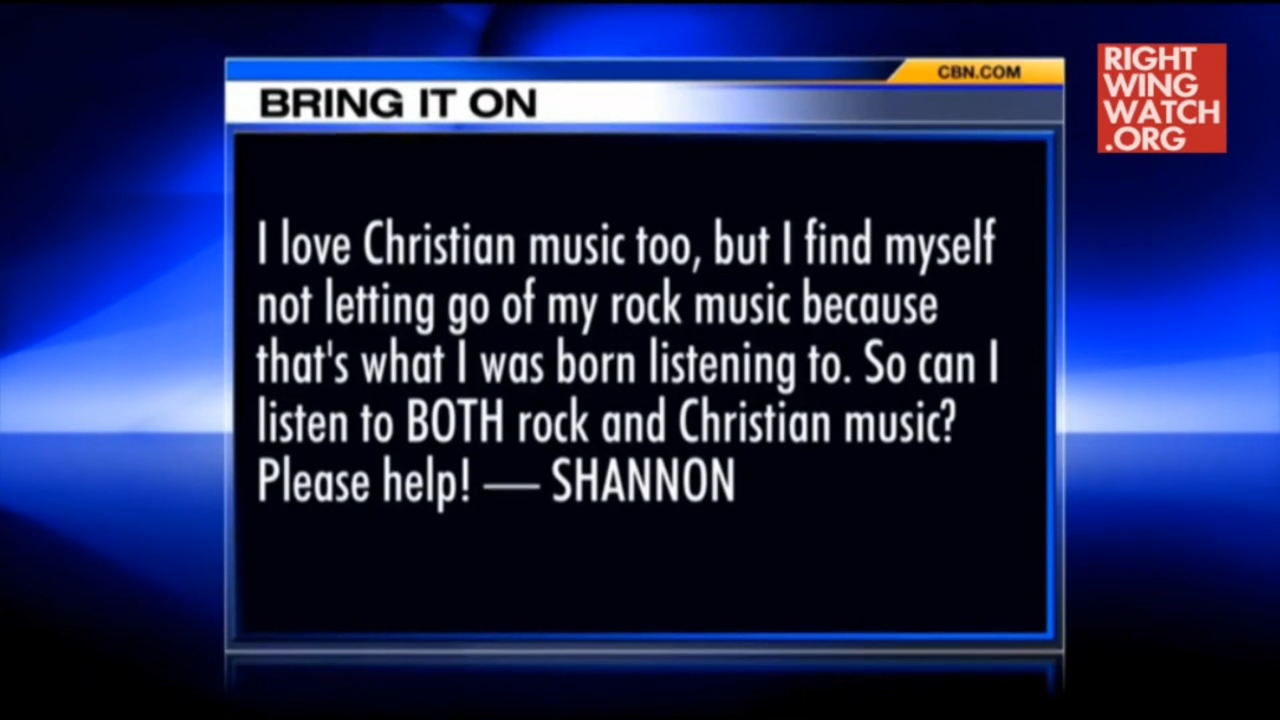 CBN.COM
RIGHT
WING
WATCH
.ORG
BRING IT ON
I love Christian music too, but I find myself
not letting go of my rock music because
that's what I was born listening to. So can I
listen to BOTH rock and Christian music?
Please help! — SHANNON